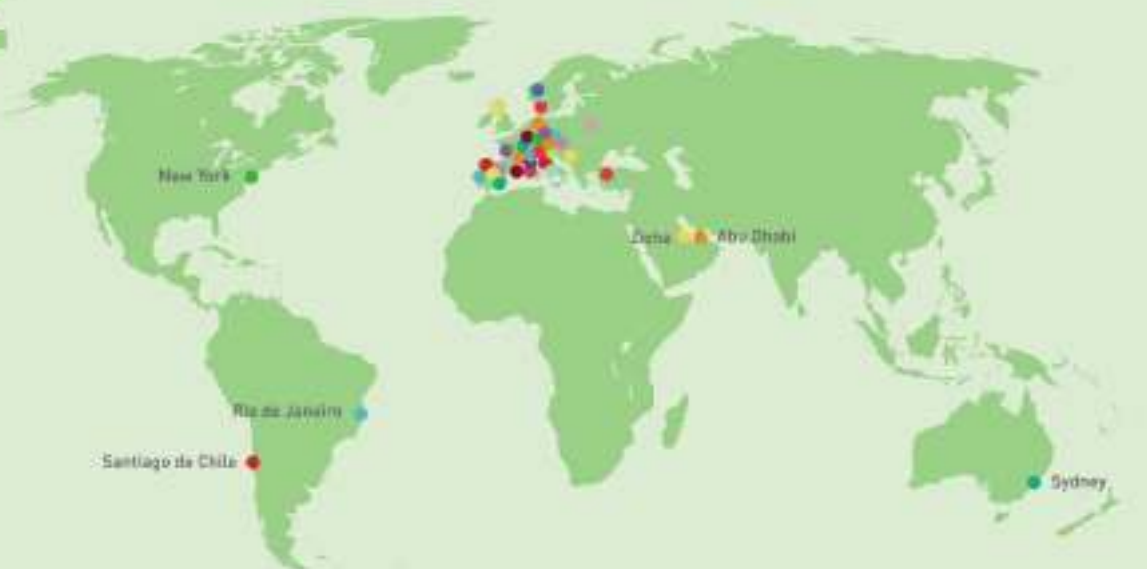 New York
Doha
Abu Dhabi
Rio de Janeiro
Santiago de Chile
Sydney